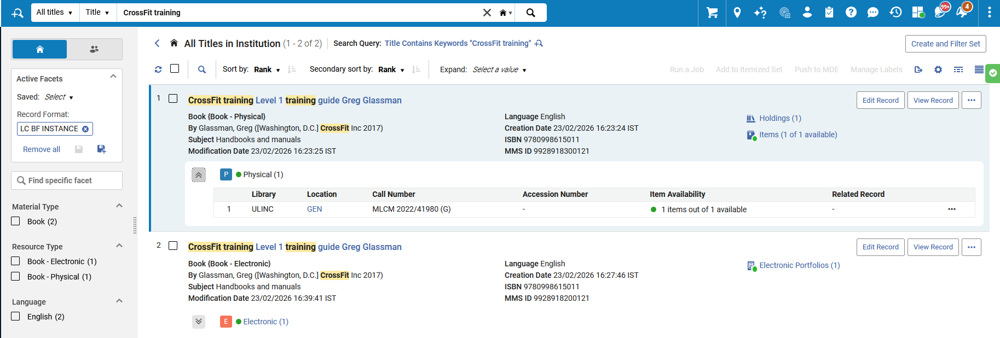 All titles
Title
CrossFit training
99+
4
All Titles in Institution (1 - 2 of 2)
Search Query: Title Contains Keywords "CrossFit training"
Create and Filter Set
Sort by: Rank
Secondary sort by: Rank
Expand: Select a value
Run a Job
Add to Itemized Set
Push to MDE
Manage Labels
Active Facets
Saved: Select
Record Format:
LC BF INSTANCE
Remove all
Find specific facet
Material Type
Book (2)
Resource Type
Book - Electronic (1)
Book - Physical (1)
Language
English (2)
1
CrossFit training Level 1 training guide Greg Glassman
Edit Record
View Record
Book {Book - Physical}
By Glassman, Greg ([Washington, D.C.] CrossFit Inc 2017)
Subject Handbooks and manuals
Modification Date 23/02/2026 16:23:25 IST
Language English
Creation Date 23/02/2026 16:23:24 IST
ISBN 9780998615011
MMS ID 9928918300121
Holdings (1)
Items (1 of 1 available)
P
Physical (1)
Library Location Call Number Accession Number Item Availability Related Record
1 ULINC GEN MLCM 2022/41980 (G) - 1 items out of 1 available -
2
CrossFit training Level 1 training guide Greg Glassman
Edit Record
View Record
Book {Book - Electronic}
By Glassman, Greg ([Washington, D.C.] CrossFit Inc 2017)
Subject Handbooks and manuals
Modification Date 23/02/2026 16:39:41 IST
Language English
Creation Date 23/02/2026 16:27:46 IST
ISBN 9780998615011
MMS ID 9928918200121
Electronic Portfolios (1)
E
Electronic (1)